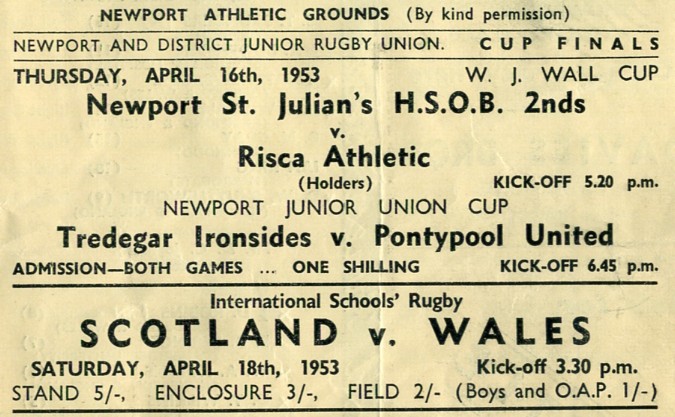 NEWPORT ATHLETIC GROUNDS (By kind permission)
NEWPORT AND DISTRICT JUNIOR RUGBY UNION. CUP FINALS
THURSDAY, APRIL 16th, 1953 W. J. WALL CUP
Newport St. Julian's H.S.O.B. 2nds
v.
Risca Athletic
(Holders) KICK-OFF 5.20 p.m.
NEWPORT JUNIOR UNION CUP
Tredegar Ironsides v. Pontypool United
ADMISSION—BOTH GAMES ... ONE SHILLING KICK-OFF 6.45 p.m.
International Schools' Rugby
SCOTLAND v. WALES
SATURDAY, APRIL 18th, 1953 Kick-off 3.30 p.m.
STAND 5/-, ENCLOSURE 3/-, FIELD 2/- (Boys and O.A.P. 1/-)